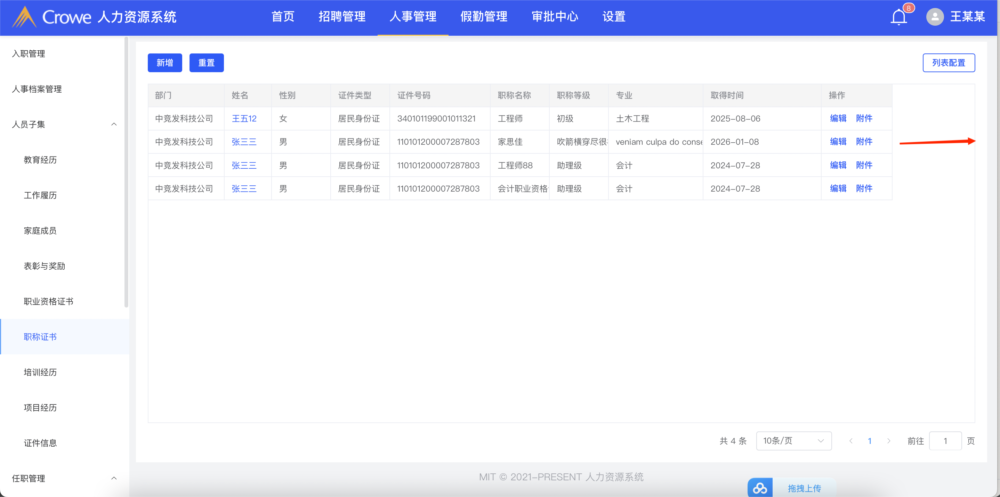 Crowe 人力资源系统 首页 招聘管理 人事管理 假勤管理 审批中心 设置 8 王某某
入职管理
人事档案管理
人员子集
教育经历
工作履历
家庭成员
表彰与奖励
职业资格证书
职称证书
培训经历
项目经历
证件信息
任职管理
新增 重置 列表配置
部门 姓名 性别 证件类型 证件号码 职称名称 职称等级 专业 取得时间 操作
中竞发科技公司 王五12 女 居民身份证 340101199001011321 工程师 初级 土木工程 2025-08-06 编辑 附件
中竞发科技公司 张三三 男 居民身份证 110101200007287803 家思佳 吹箭横穿尽很 veniam culpa do conse 2026-01-08 编辑 附件
中竞发科技公司 张三三 男 居民身份证 110101200007287803 工程师88 助理级 会计 2024-07-28 编辑 附件
中竞发科技公司 张三三 男 居民身份证 110101200007287803 会计职业资格 助理级 会计 2024-07-28 编辑 附件
共 4 条 10条/页 1 前往 1 页
MIT © 2021-PRESENT 人力资源系统
拖拽上传